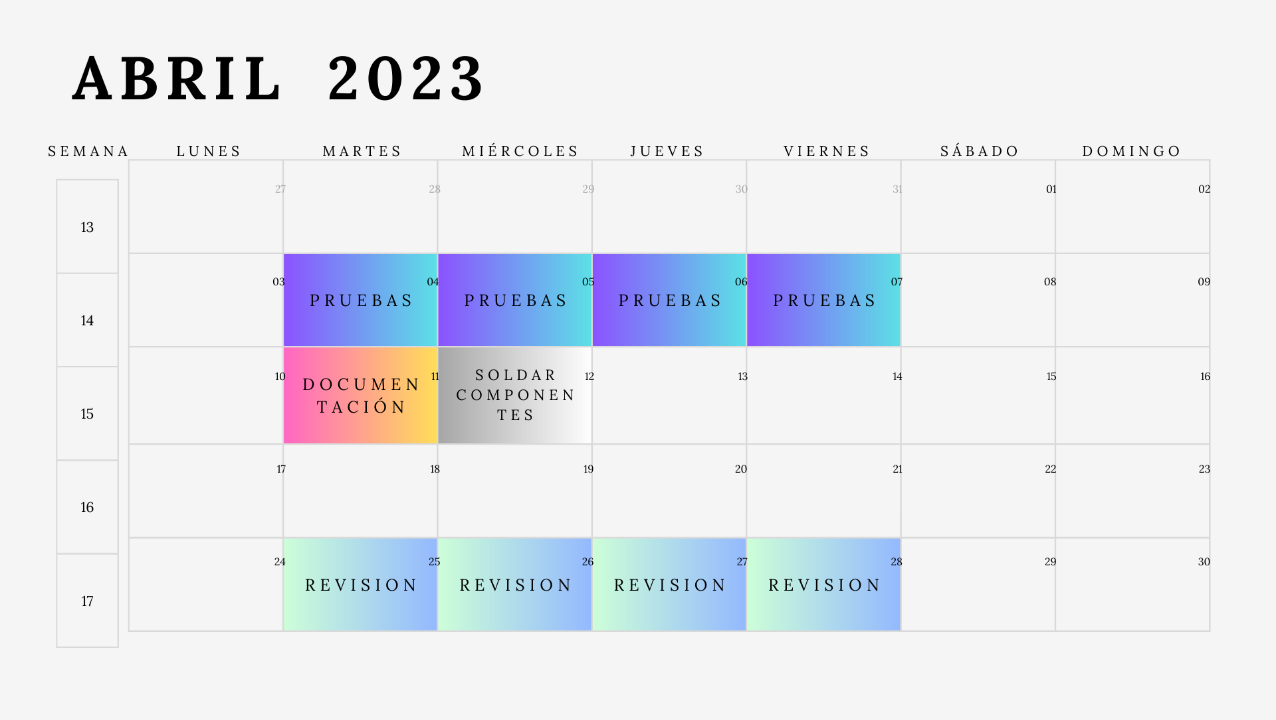 ABRIL 2023
SEMANA LUNES MARTES MIÉRCOLES JUEVES VIERNES SÁBADO DOMINGO
27 28 29 30 31 01 02
13
03 04 05 06 07 08 09
PRUEBAS PRUEBAS PRUEBAS PRUEBAS
14
10 11 12 13 14 15 16
DOCUMEN
TACIÓN
SOLDAR
COMPONEN
TES
15
17 18 19 20 21 22 23
16
24 25 26 27 28 29 30
REVISION REVISION REVISION REVISION
17